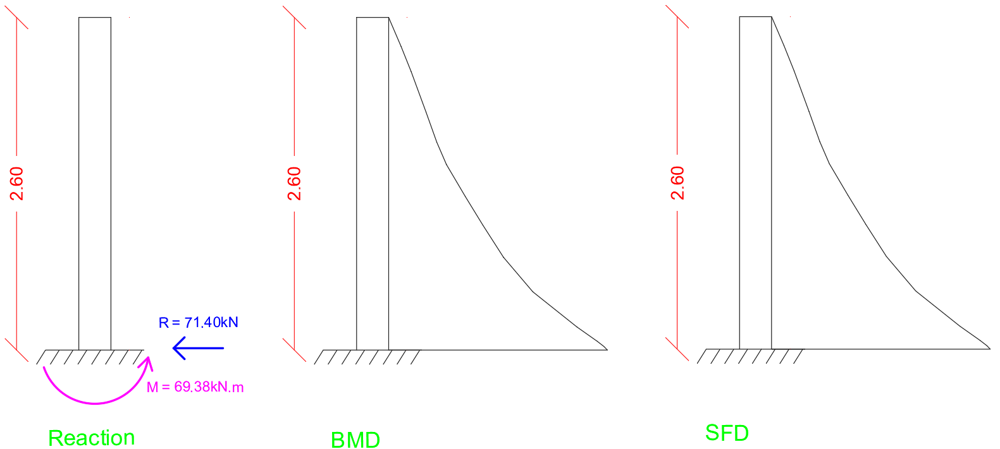 2.60
2.60
2.60
R = 71.40kN
M = 69.38kN.m
Reaction
BMD
SFD